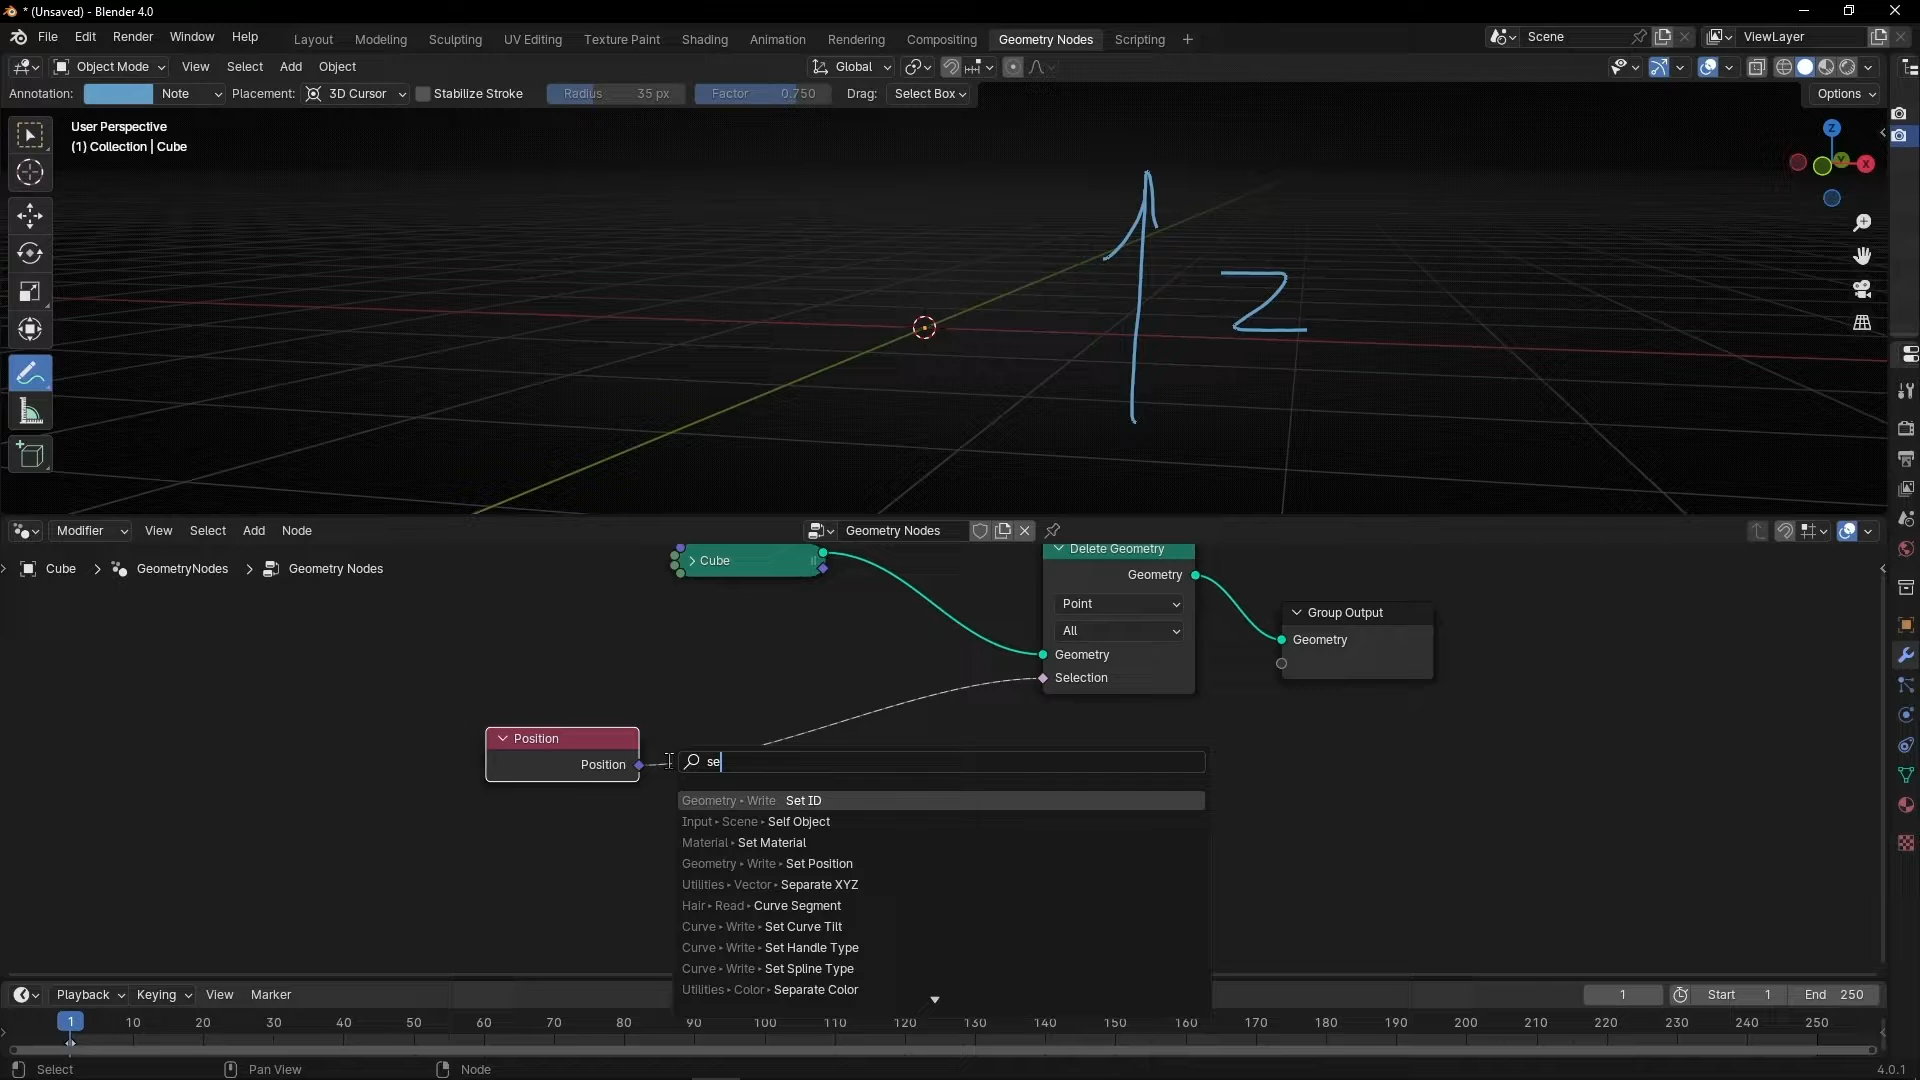 * (Unsaved) - Blender 4.0
File Edit Render Window Help Layout Modeling Sculpting UV Editing Texture Paint Shading Animation Rendering Compositing Geometry Nodes Scripting + Scene ViewLayer
Object Mode View Select Add Object Global
Annotation: Note Placement: 3D Cursor Stabilize Stroke Radius 35 px Factor 0.750 Drag: Select Box Options
User Perspective
(1) Collection | Cube
Z
Y
X
Z
Modifier View Select Add Node Geometry Nodes
Cube > GeometryNodes > Geometry Nodes
Cube
Delete Geometry
Geometry
Point
All
Geometry
Selection
Group Output
Geometry
Position
Position
se
Geometry ▸ Write Set ID
Input ▸ Scene ▸ Self Object
Material ▸ Set Material
Geometry ▸ Write ▸ Set Position
Utilities ▸ Vector ▸ Separate XYZ
Hair ▸ Read ▸ Curve Segment
Curve ▸ Write ▸ Set Curve Tilt
Curve ▸ Write ▸ Set Handle Type
Curve ▸ Write ▸ Set Spline Type
Utilities ▸ Color ▸ Separate Color
Playback Keying View Marker 1 Start 1 End 250
1 10 20 30 40 50 60 70 80 90 100 110 120 130 140 150 160 170 180 190 200 210 220 230 240 250
Select Pan View Node 4.0.1